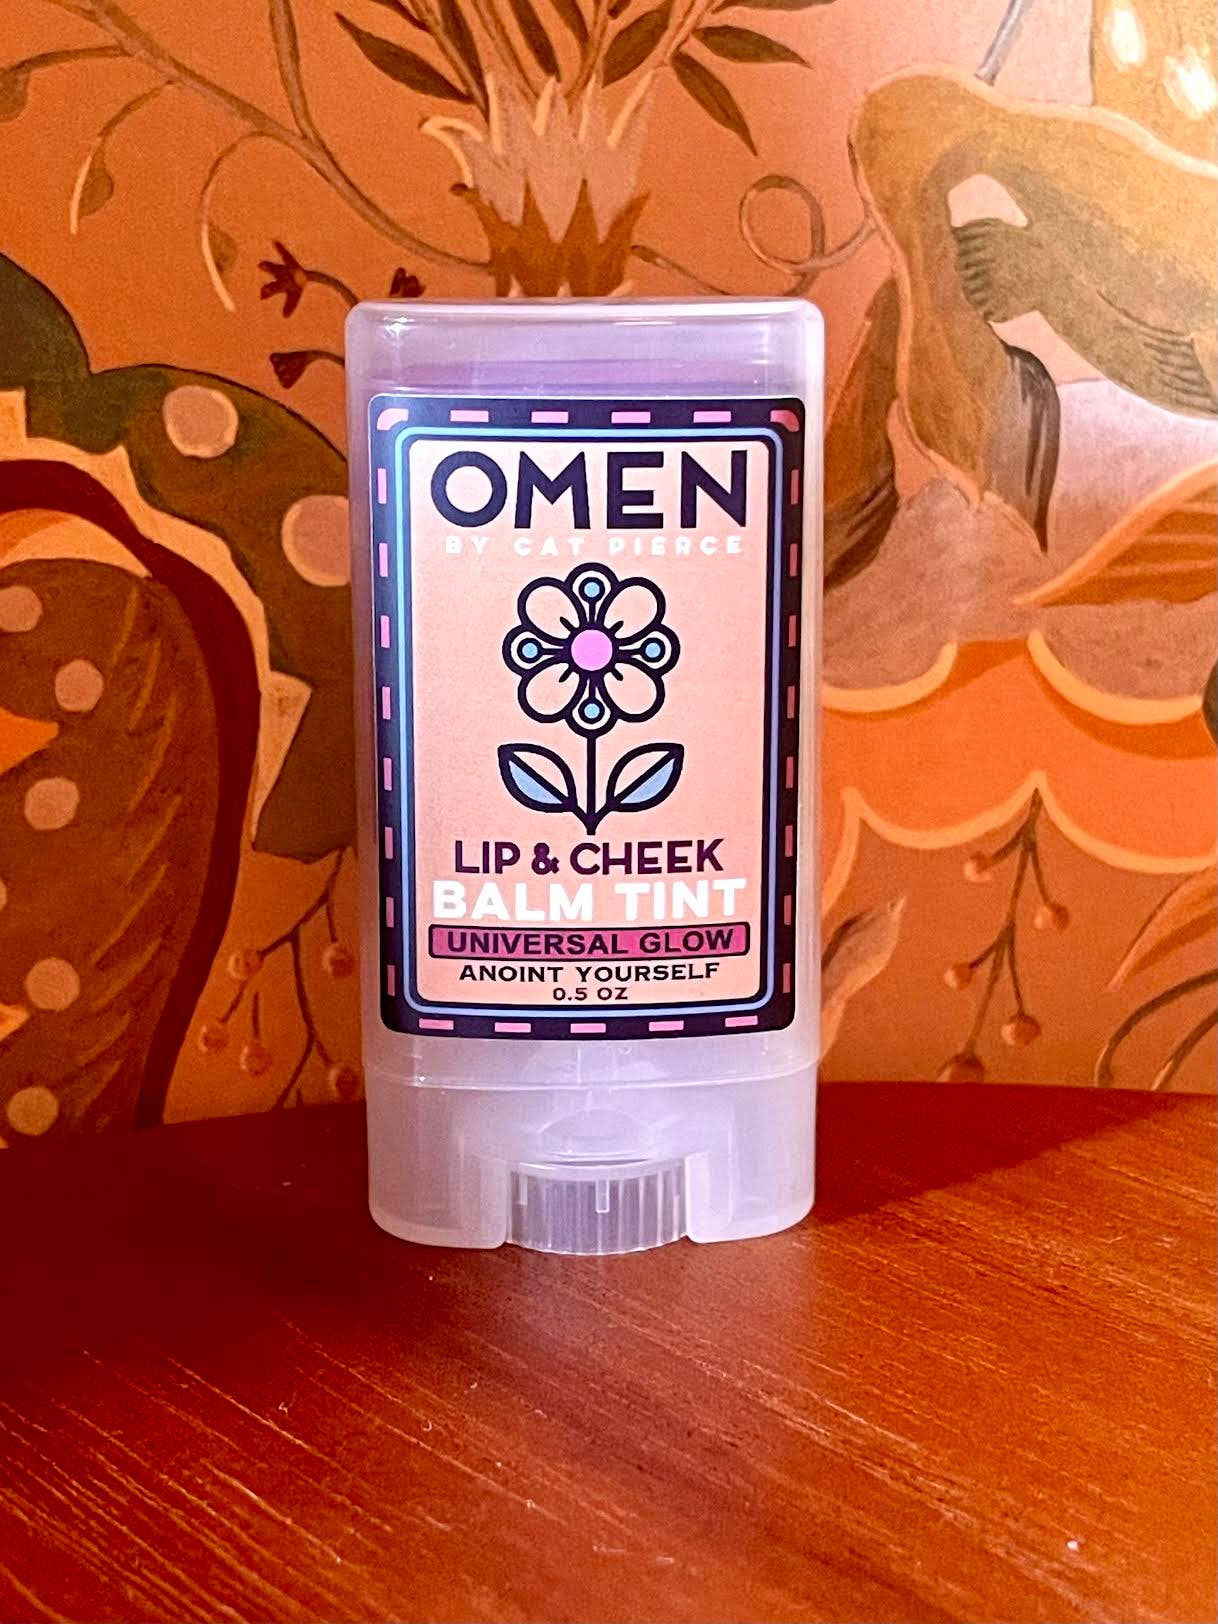 OMEN
BY CAT PIERCE
LIP & CHEEK
BALM TINT
UNIVERSAL GLOW
ANOINT YOURSELF
0.5 OZ